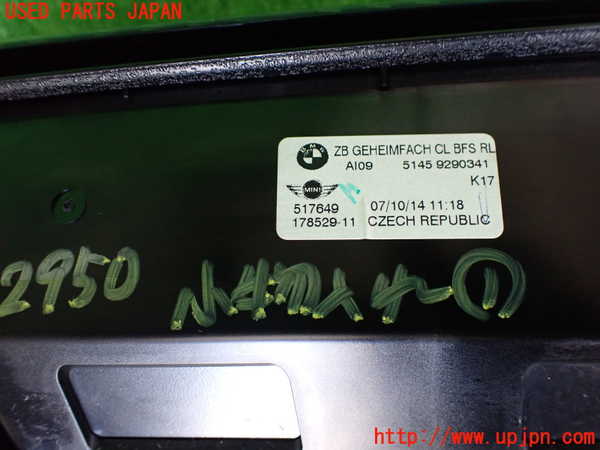 USED PARTS JAPAN
BMW
ZB GEHEIMFACH CL BFS RL
AI09 5145 9290341
MINI K17
517649 07/10/14 11:18
178529-11 CZECH REPUBLIC
2950
http://www.upjpn.com/